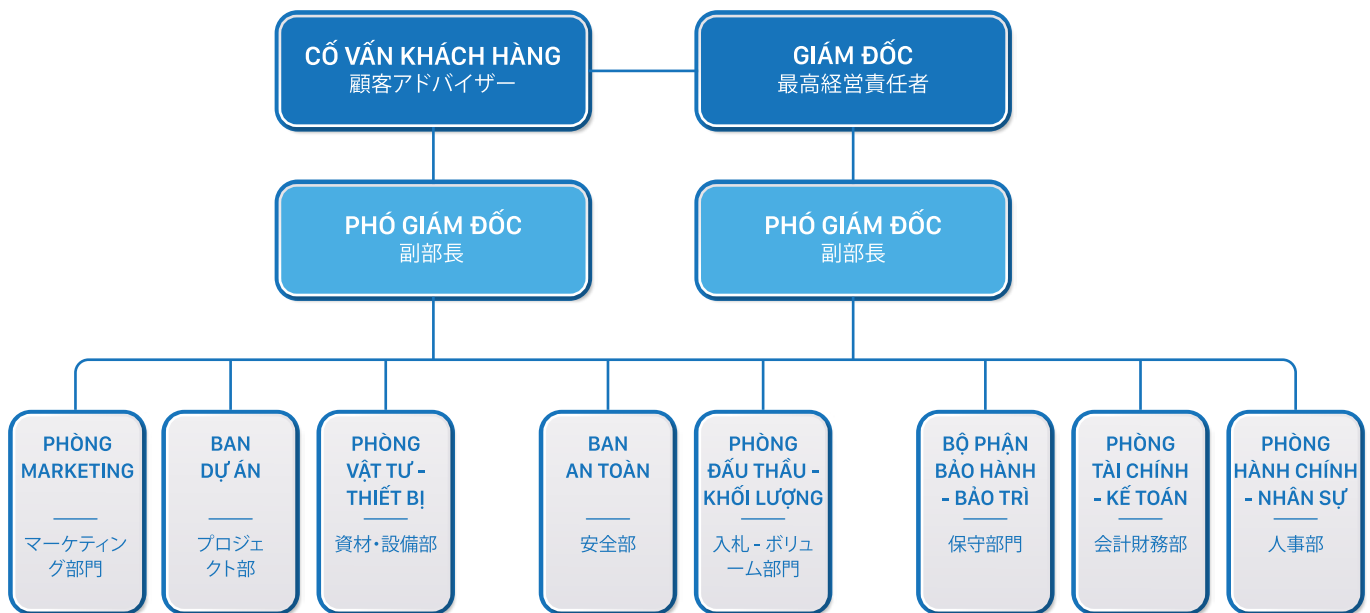 CỐ VẤN KHÁCH HÀNG
顧客アドバイザー
GIÁM ĐỐC
最高経営責任者
PHÓ GIÁM ĐỐC
副部長
PHÓ GIÁM ĐỐC
副部長
PHÒNG
MARKETING
マーケティン
グ部門
BAN
DỰ ÁN
プロジェ
クト部
PHÒNG
VẬT TƯ -
THIẾT BỊ
資材・設備部
BAN
AN TOÀN
安全部
PHÒNG
ĐẤU THẦU -
KHỐI LƯỢNG
入札 - ボリュ
ーム部門
BỘ PHẬN
BẢO HÀNH
- BẢO TRÌ
保守部門
PHÒNG
TÀI CHÍNH
- KẾ TOÁN
会計財務部
PHÒNG
HÀNH CHÍNH
- NHÂN SỰ
人事部